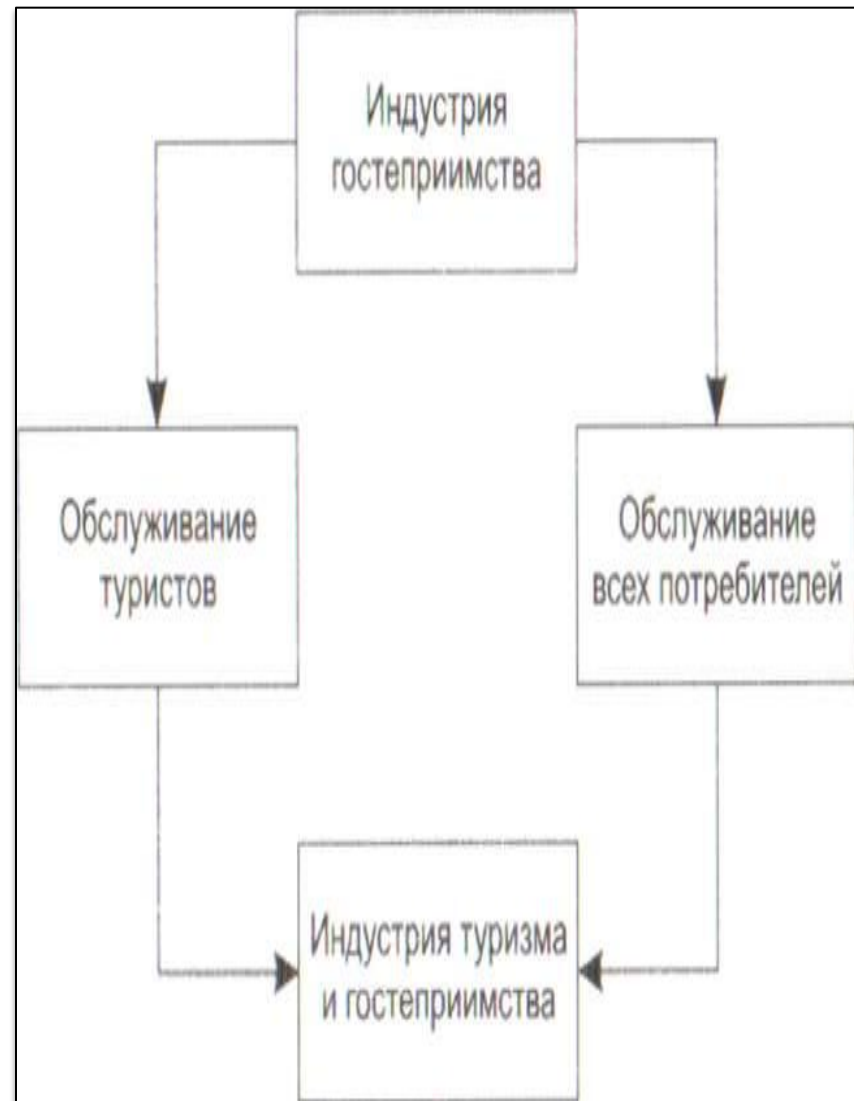 Индустрия
гостеприимства
Обслуживание
туристов
Обслуживание
всех потребителей
Индустрия туризма
и гостеприимства